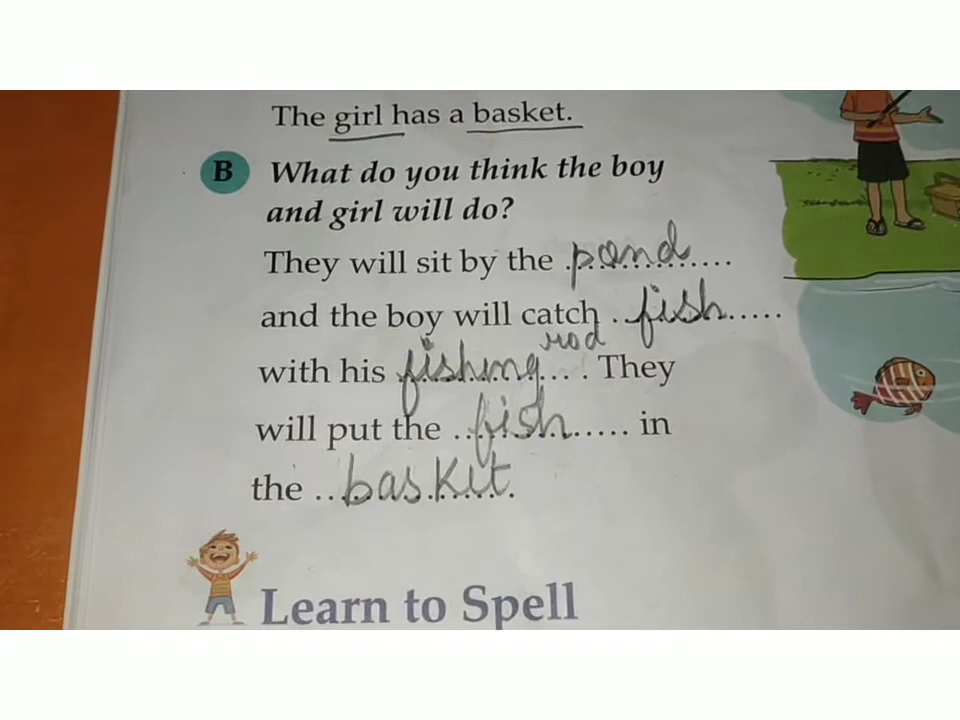 The girl has a basket.
B What do you think the boy
and girl will do?
They will sit by the pond
and the boy will catch fish
rod
with his fishing. They
will put the fish in
the baskit.
Learn to Spell